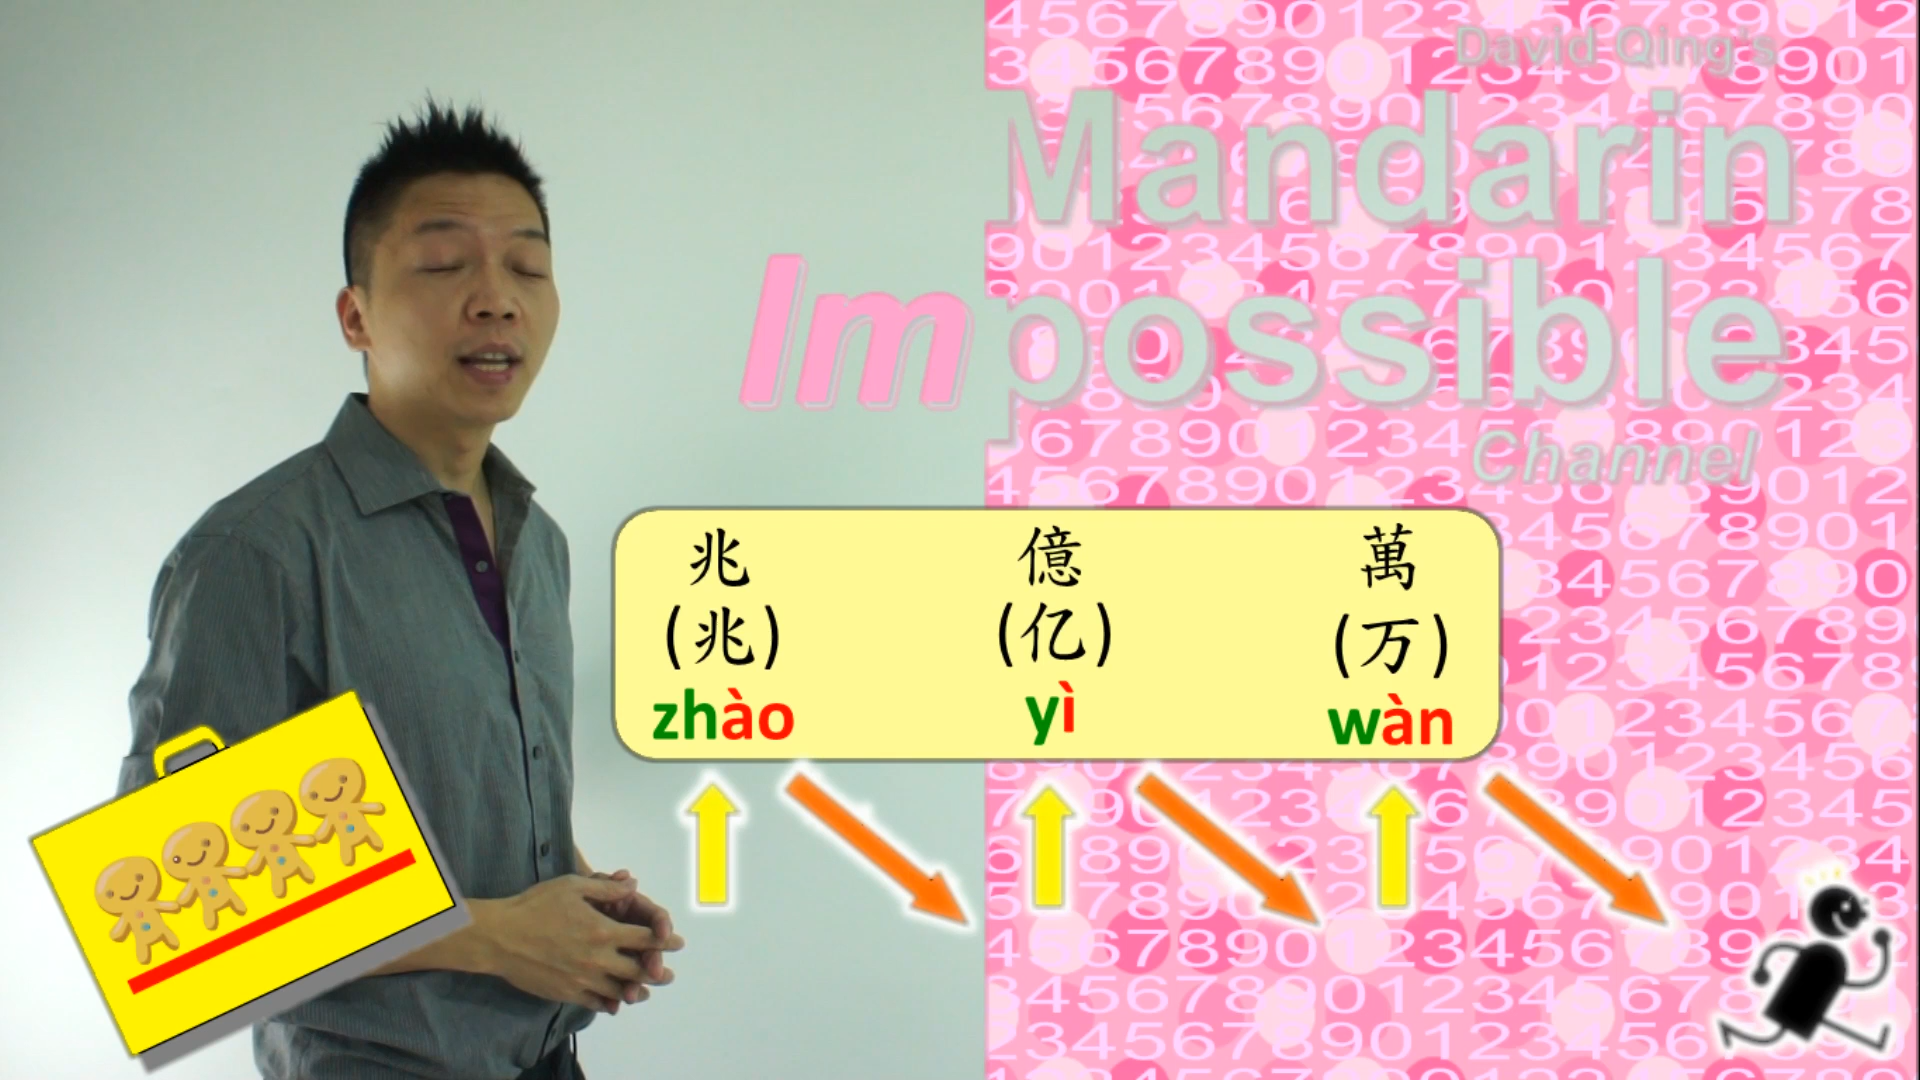 David Qing's
Mandarin
Impossible
Channel
兆 億 萬
(兆) (亿) (万)
zhào yì wàn